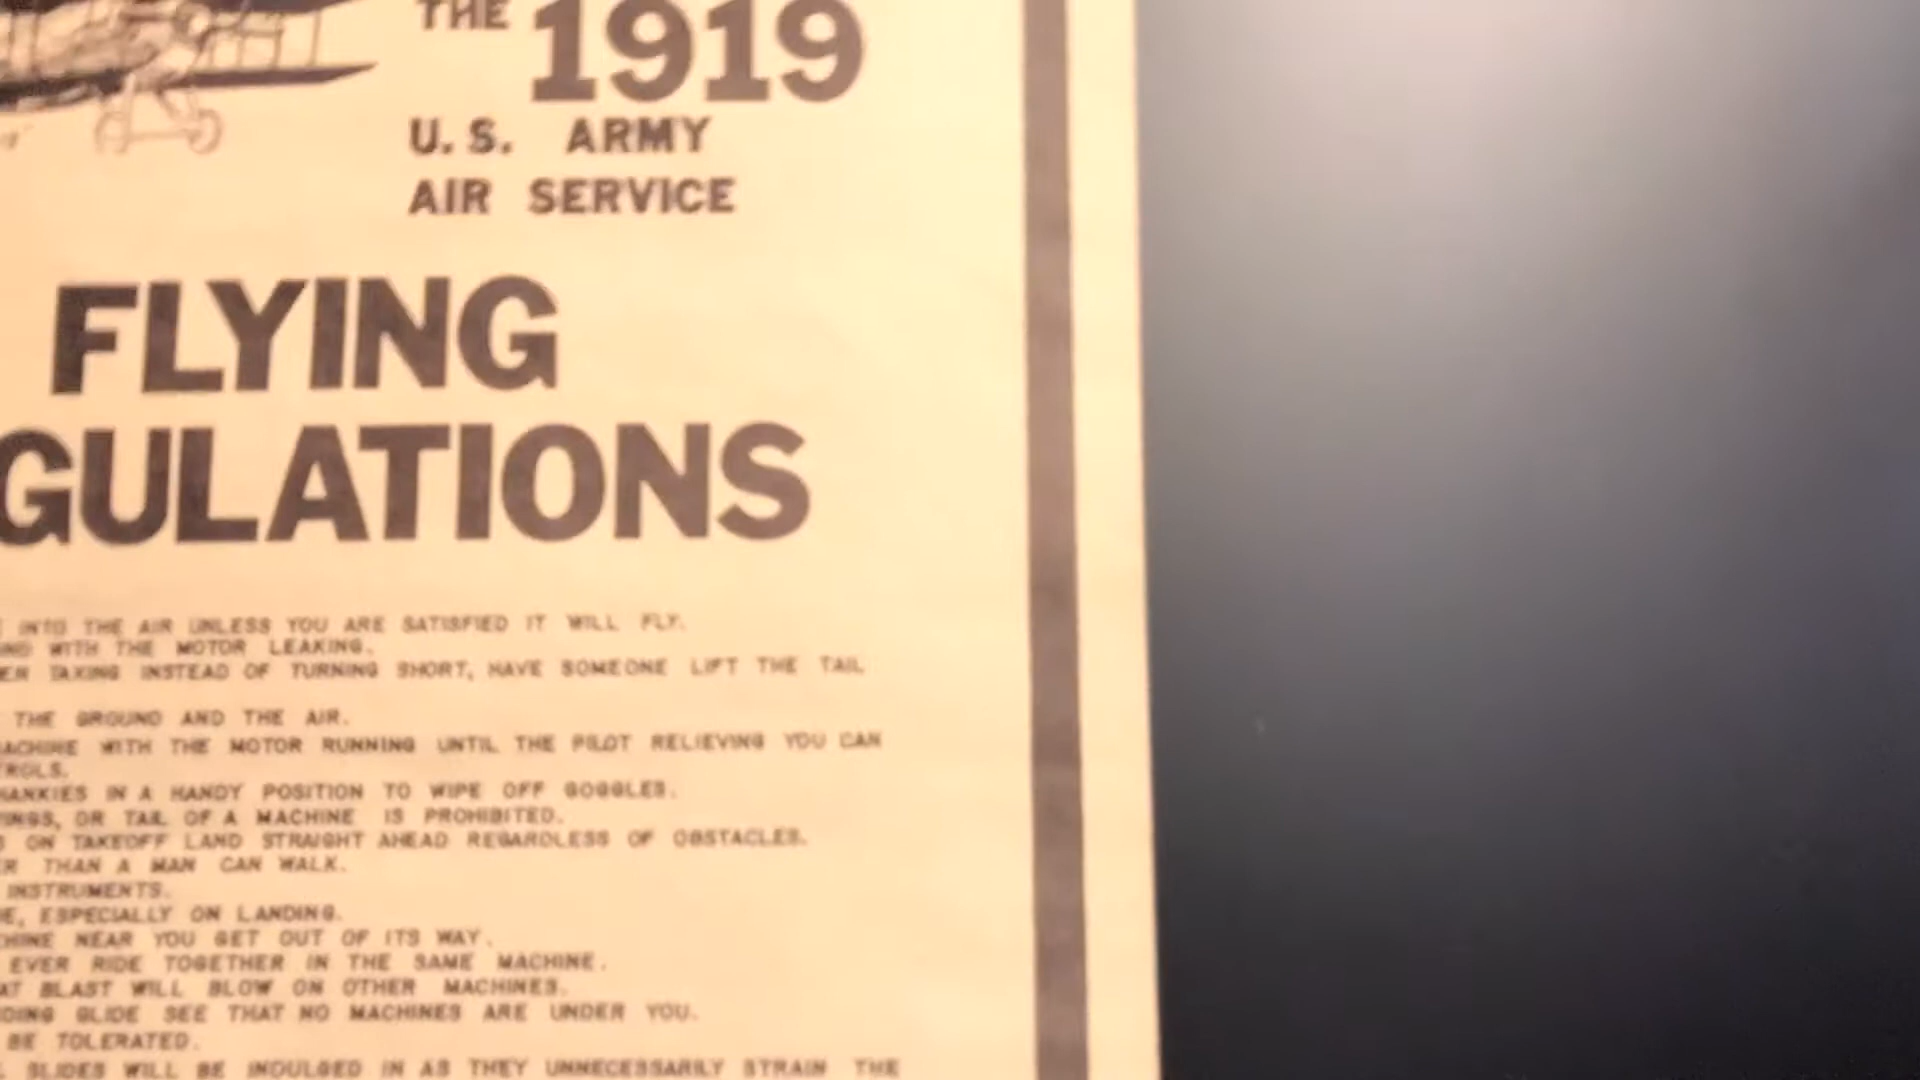 THE 1919
U.S. ARMY
AIR SERVICE
FLYING
GULATIONS
INTO THE AIR UNLESS YOU ARE SATISFIED IT WILL FLY.
WITH THE MOTOR LEAKING.
TAXING INSTEAD OF TURNING SHORT, HAVE SOMEONE LIFT THE TAIL
THE GROUND AND THE AIR.
ACHINE WITH THE MOTOR RUNNING UNTIL THE PILOT RELIEVING YOU CAN
TROLS.
HANKIES IN A HANDY POSITION TO WIPE OFF GOGGLES.
INGS, OR TAIL OF A MACHINE IS PROHIBITED.
ON TAKEOFF LAND STRAIGHT AHEAD REGARDLESS OF OBSTACLES.
THAN A MAN CAN WALK.
INSTRUMENTS.
E, ESPECIALLY ON LANDING.
CHINE NEAR YOU GET OUT OF ITS WAY.
EVER RIDE TOGETHER IN THE SAME MACHINE.
AT BLAST WILL BLOW ON OTHER MACHINES.
DING GLIDE SEE THAT NO MACHINES ARE UNDER YOU.
BE TOLERATED.
SLIDES WILL BE INDULGED IN AS THEY UNNECESSARILY STRAIN THE